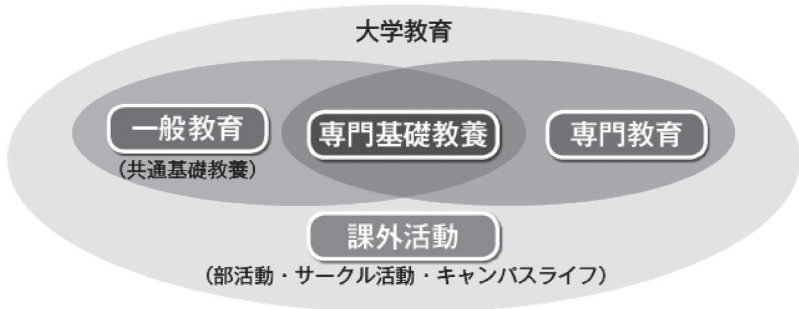 大学教育
一般教育
専門基礎教養
専門教育
（共通基礎教養）
課外活動
（部活動・サークル活動・キャンパスライフ）